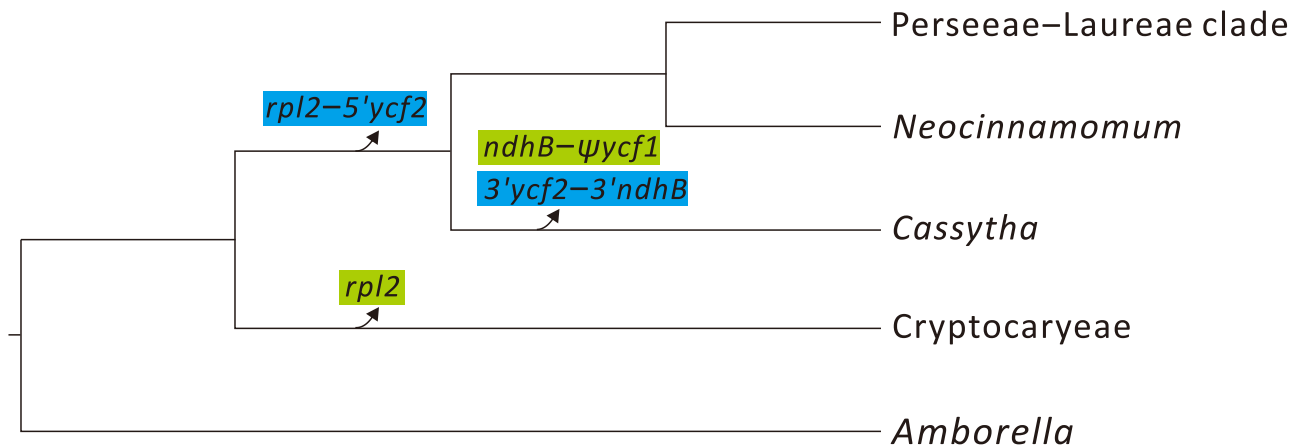 Perseeae–Laureae clade
rpl2–5'ycf2
Neocinnamomum
ndhB–ψycf1
3'ycf2–3'ndhB
Cassytha
rpl2
Cryptocaryeae
Amborella